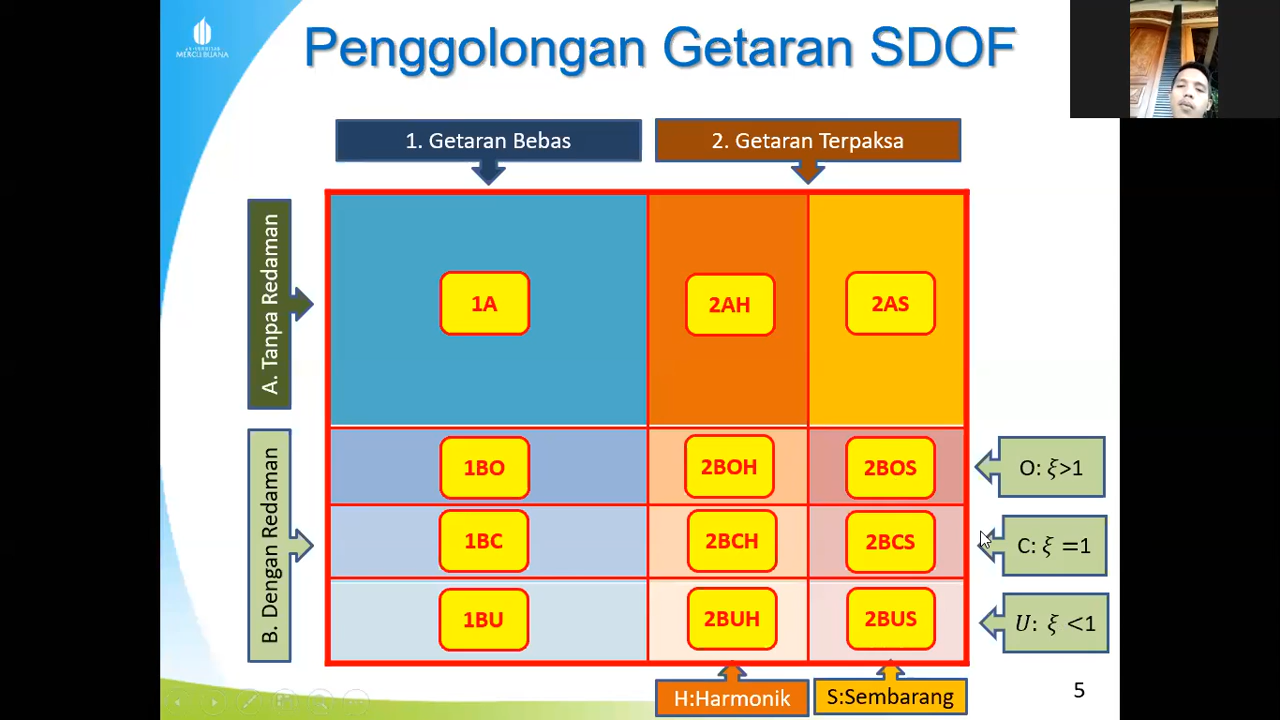 UNIVERSITAS
MERCU BUANA
Penggolongan Getaran SDOF
1. Getaran Bebas
2. Getaran Terpaksa
A. Tanpa Redaman
1A
2AH
2AS
B. Dengan Redaman
1BO
2BOH
2BOS
O: ξ>1
1BC
2BCH
2BCS
C: ξ =1
1BU
2BUH
2BUS
U: ξ <1
H:Harmonik
S:Sembarang
5